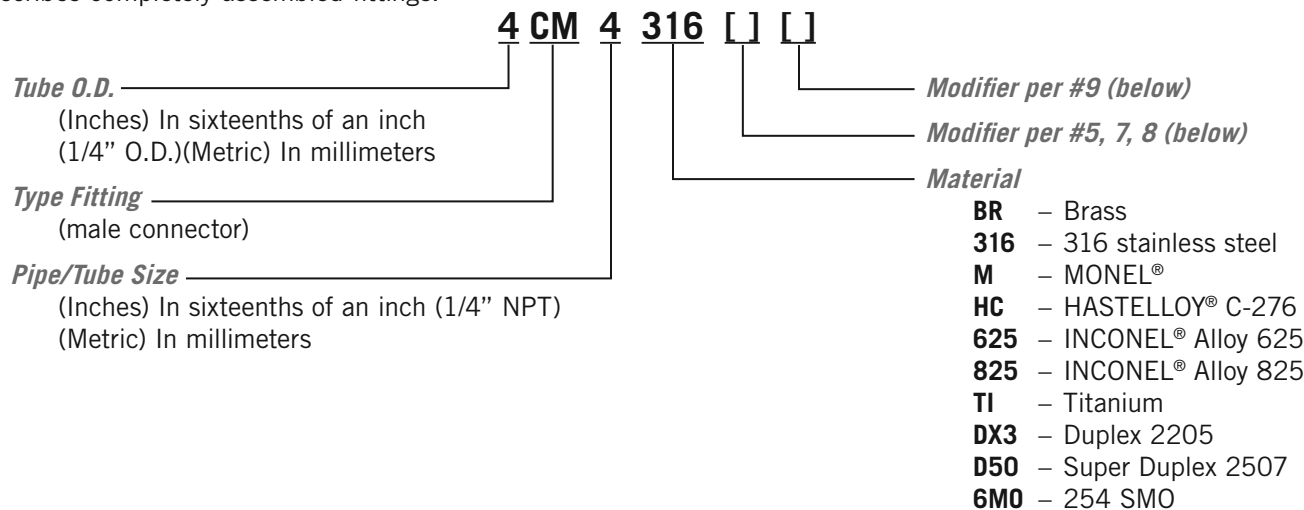 completely assembled fittings.
4 CM 4 316 [ ] [ ]
Tube O.D.
(Inches) In sixteenths of an inch
(1/4” O.D.)(Metric) In millimeters
Type Fitting
(male connector)
Pipe/Tube Size
(Inches) In sixteenths of an inch (1/4” NPT)
(Metric) In millimeters
Modifier per #9 (below)
Modifier per #5, 7, 8 (below)
Material
BR – Brass
316 – 316 stainless steel
M – MONEL®
HC – HASTELLOY® C-276
625 – INCONEL® Alloy 625
825 – INCONEL® Alloy 825
TI – Titanium
DX3 – Duplex 2205
D50 – Super Duplex 2507
6MO – 254 SMO